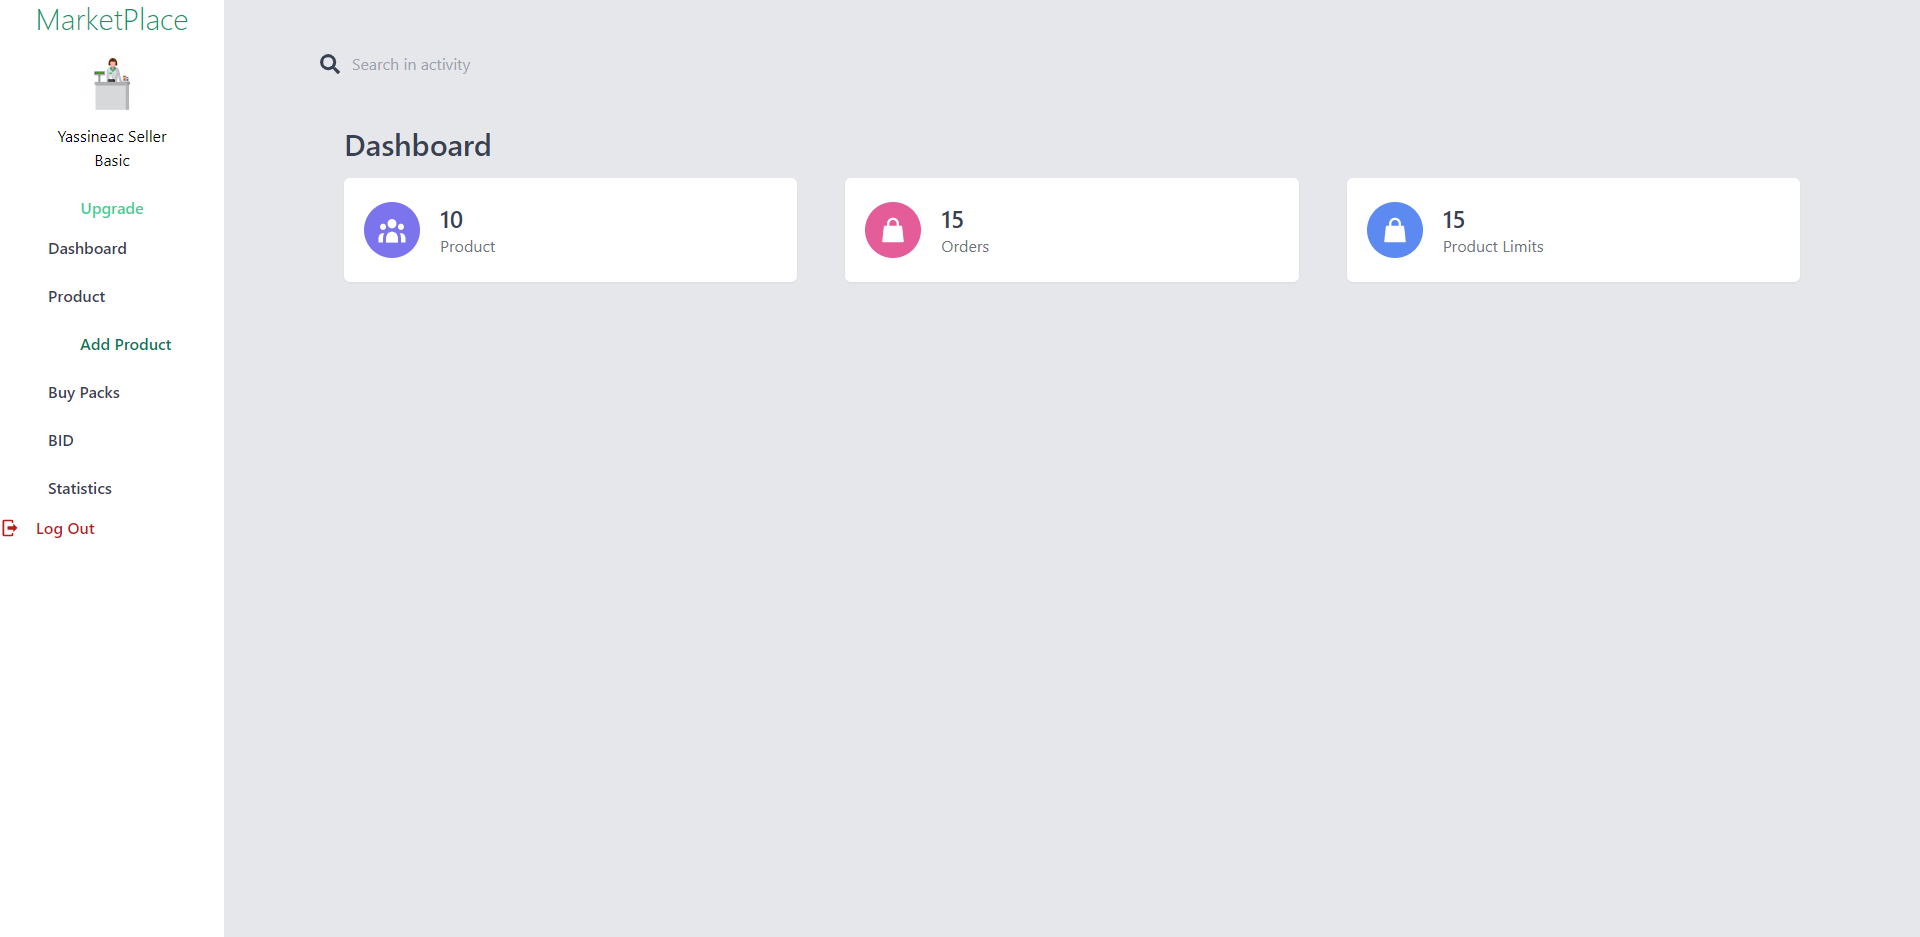 MarketPlace
Yassineac Seller
Basic
Upgrade
Dashboard
Product
Add Product
Buy Packs
BID
Statistics
Log Out
Search in activity
Dashboard
10
Product
15
Orders
15
Product Limits